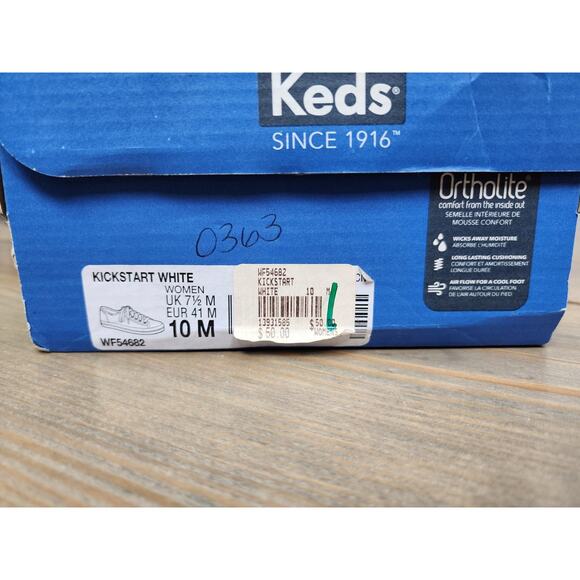 Keds®
SINCE 1916™
Ortholite®
comfort from the inside out
SEMELLE INTÉRIEURE DE
MOUSSE CONFORT
WICKS AWAY MOISTURE
ABSORBE L'HUMIDITÉ
LONG LASTING CUSHIONING
CONFORT ET AMORTISSEMENT
LONGUE DURÉE
AIR FLOW FOR A COOL FOOT
FAVORISE LA CIRCULATION
DE L'AIR AUTOUR DU PIED
0363
KICKSTART WHITE
WOMEN
UK 7½ M
EUR 41 M
10 M
WF54682
WF54682
KICKSTART
WHITE 10 M
13931585 $50.00
$50.00 WOMENS